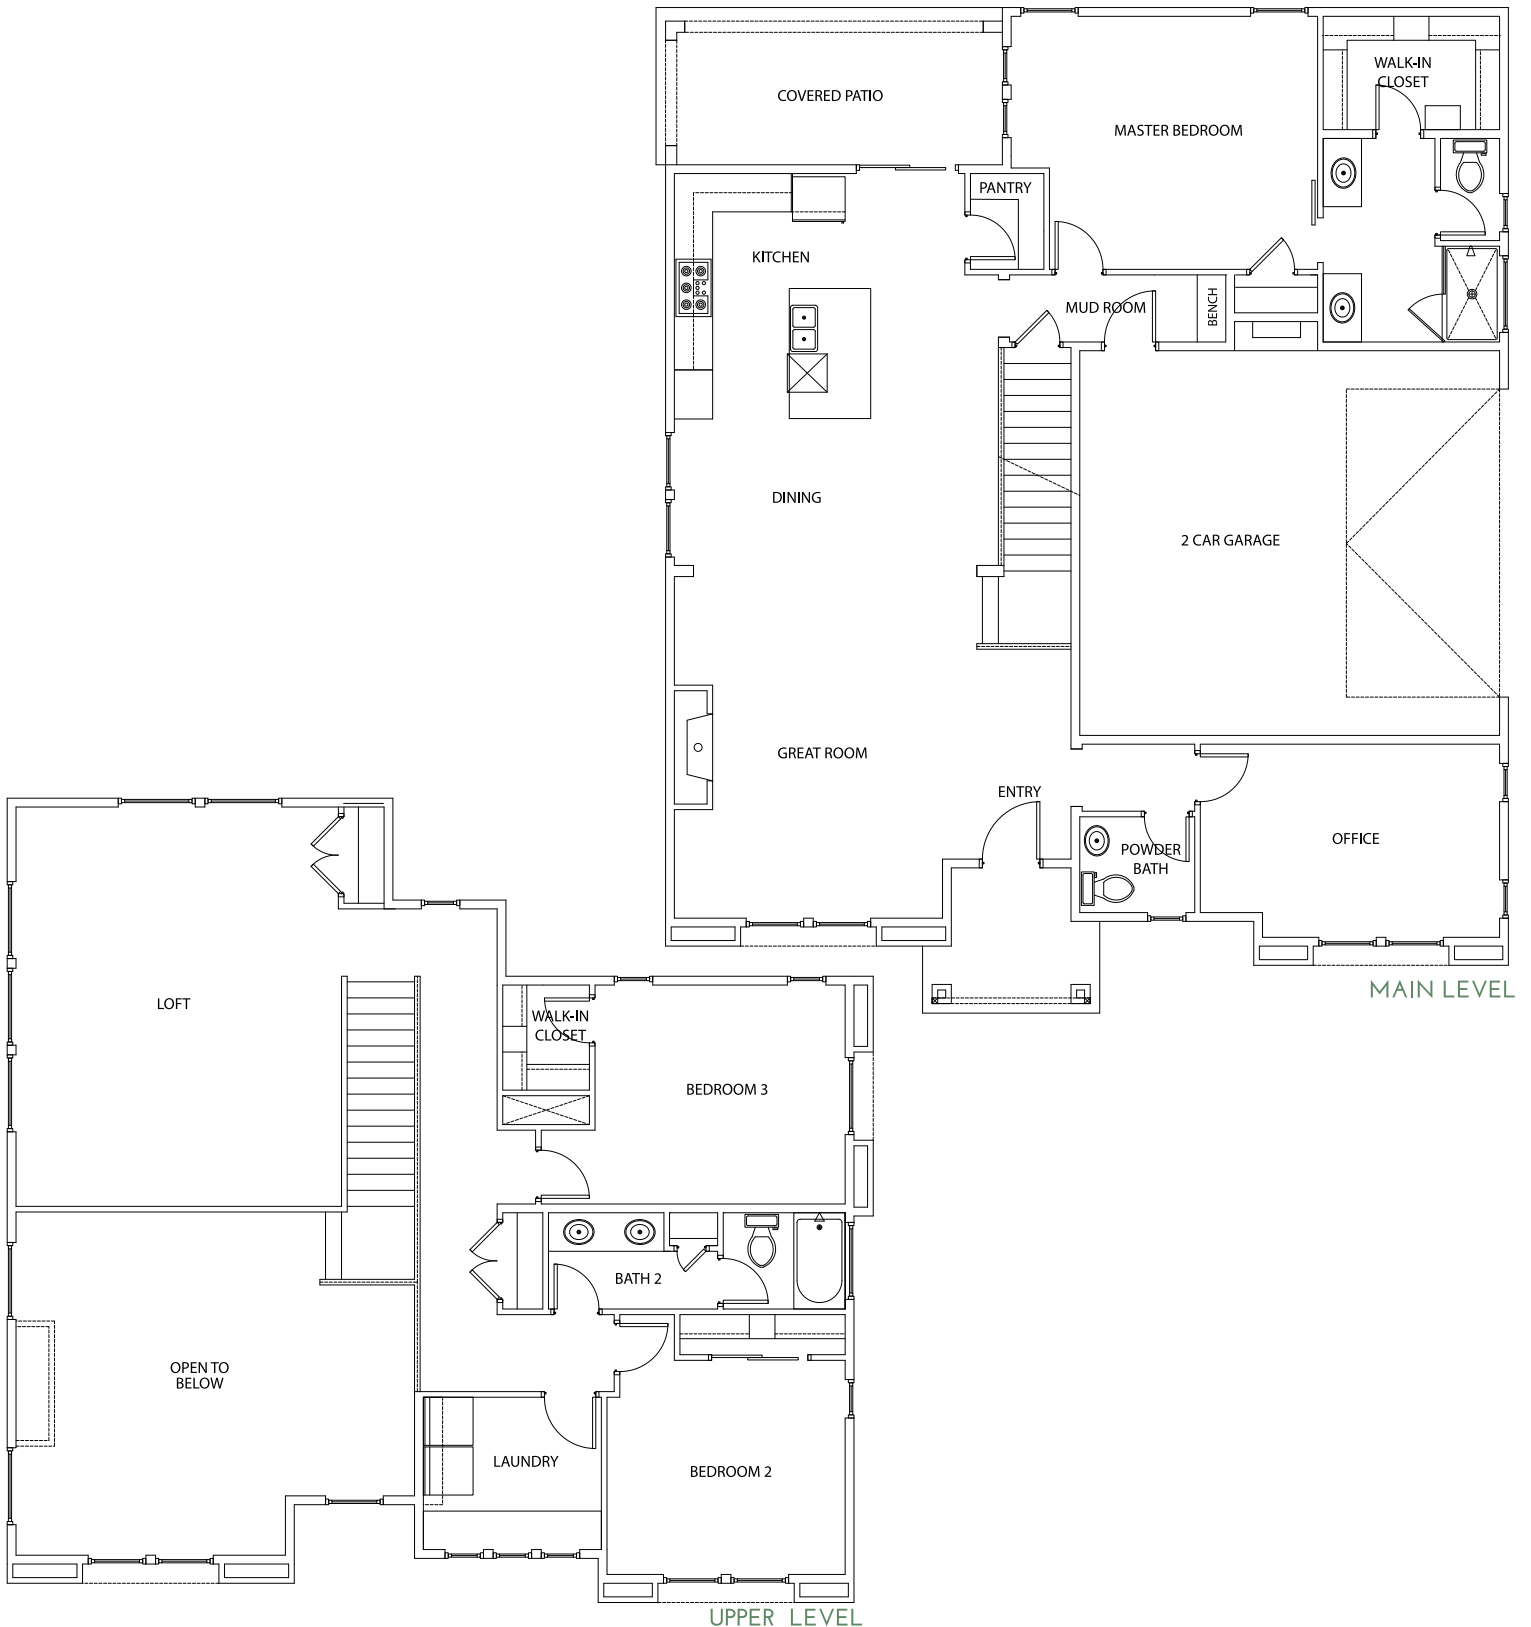 COVERED PATIO
MASTER BEDROOM
WALK-IN
CLOSET
PANTRY
KITCHEN
MUD ROOM
BENCH
DINING
2 CAR GARAGE
GREAT ROOM
ENTRY
POWDER
BATH
OFFICE
MAIN LEVEL
LOFT
WALK-IN
CLOSET
BEDROOM 3
BATH 2
OPEN TO
BELOW
LAUNDRY
BEDROOM 2
UPPER LEVEL